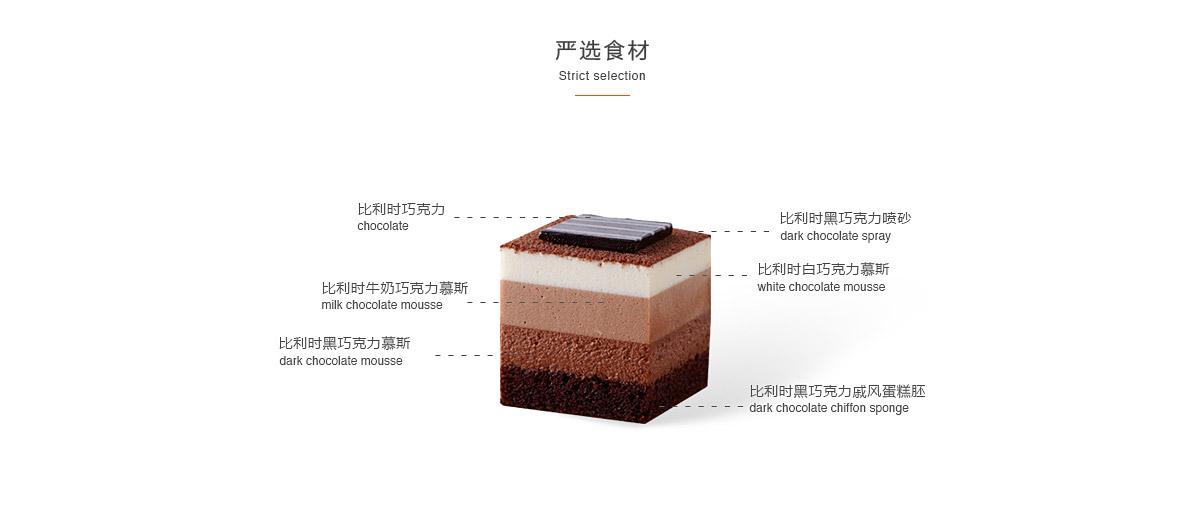 严选食材
Strict selection
比利时巧克力
chocolate
比利时黑巧克力喷砂
dark chocolate spray
比利时白巧克力慕斯
white chocolate mousse
比利时牛奶巧克力慕斯
milk chocolate mousse
比利时黑巧克力慕斯
dark chocolate mousse
比利时黑巧克力戚风蛋糕胚
dark chocolate chiffon sponge